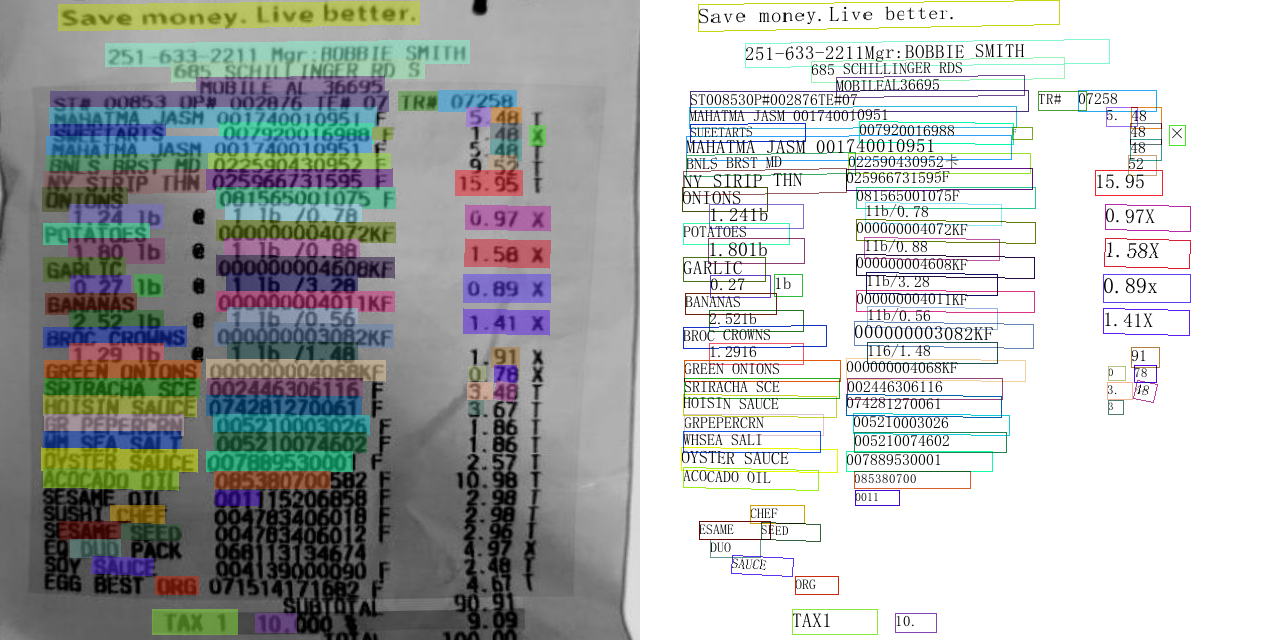 Save money. Live better.
251-633-2211 Mgr:BOBBIE SMITH
685 SCHILLINGER RD S
MOBILE AL 36695
ST# 00853 OP# 002876 TE# 07 TR# 07258
MAHATMA JASM 001740010951 F 5.48 T
SWEETARTS 007920016988 F 1.48 X
MAHATMA JASM 001740010951 F 5.48 T
BNLS BRST MD 022590430952 F 9.52 T
NY STRIP THN 025966731595 F 15.95 T
ONIONS 081565001075 F
1.24 lb @ 1 lb /0.78 0.97 X
POTATOES 000000004072KF
1.80 lb @ 1 lb /0.88 1.58 X
GARLIC 000000004608KF
0.27 lb @ 1 lb /3.28 0.89 X
BANANAS 000000004011KF
2.52 lb @ 1 lb /0.56 1.41 X
BROC CROWNS 000000003082KF
1.29 lb @ 1 lb /1.48 1.91 X
GREEN ONIONS 000000004068KF 0.78 X
SRIRACHA SCE 002446306116 F 3.48 T
HOISIN SAUCE 074281270061 F 3.67 T
GR PEPERCRN 005210003026 F 1.86 T
WM SEA SALT 005210074602 F 1.86 T
OYSTER SAUCE 007889530001 F 2.57 T
ACOCADO OIL 085380700582 F 10.98 T
SESAME OIL 001115206858 F 2.98 T
SUSHI CHEF 004783406018 F 2.98 T
SESAME SEED 004783406012 F 2.96 T
EQ DUO PACK 068113134674 4.97 X
SOY SAUCE 004139000090 F 2.48 T
EGG BEST ORG 071514171682 F 4.67 T
SUBTOTAL 90.91
TAX 1 10.000 % 9.09
TOTAL 100.00
Save money. Live better.
251-633-2211Mgr:BOBBIE SMITH
685 SCHILLINGER RDS
MOBILEAL36695
ST008530P#002876TE#07 TR# 07258
MAHATMA JASM 001740010951 5. 48
SUEETARTS 007920016988 F 48 X
MAHATMA JASM 001740010951 48
BNLS BRST MD 022590430952卡 52
NY SIRIP THN 025966731595F 15.95
ONIONS 081565001075F
1.241b 11b/0.78 0.97X
POTATOES 000000004072KF
1.801b 11b/0.88 1.58X
GARLIC 000000004608KF
0.27 1b 11b/3.28 0.89x
BANANAS 000000004011KF
2.521b 11b/0.56 1.41X
BROC CROWNS 000000003082KF
1.2916 116/1.48 91
GREEN ONIONS 000000004068KF 0 78
SRIRACHA SCE 002446306116 3. 48
HOISIN SAUCE 074281270061 3
GRPEPERCRN 005210003026
WHSEA SALI 005210074602
OYSTER SAUCE 007889530001
ACOCADO OIL 085380700
0011
CHEF
ESAME SEED
DUO
SAUCE
ORG
TAX1 10.